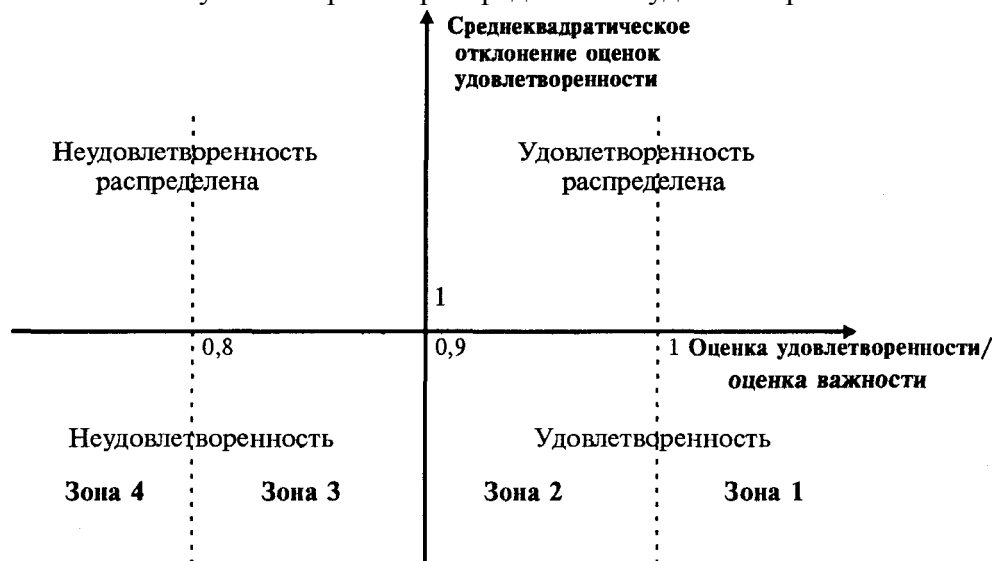 Среднеквадратическое
отклонение оценок
удовлетворенности
Неудовлетворенность
распределена
Удовлетворенность
распределена
1
0,8
0,9
1 Оценка удовлетворенности/
оценка важности
Неудовлетворенность
Удовлетворенность
Зона 4
Зона 3
Зона 2
Зона 1